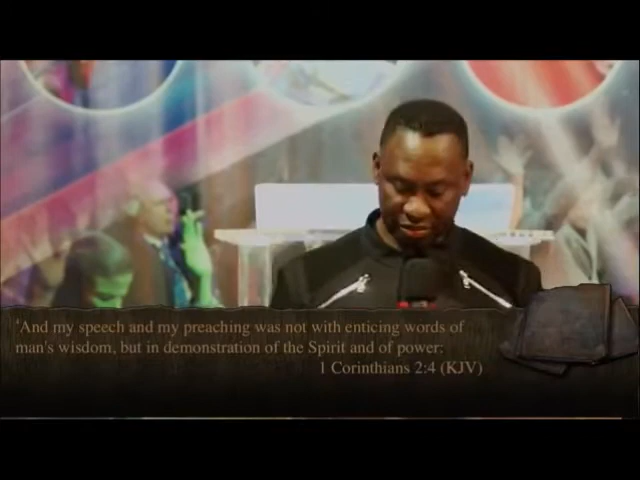 'And my speech and my preaching was not with enticing words of
man's wisdom, but in demonstration of the Spirit and of power:
1 Corinthians 2:4 (KJV)